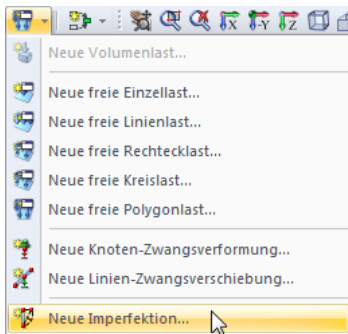 X -Y Z
Neue Volumenlast...
Neue freie Einzellast...
Neue freie Linienlast...
Neue freie Rechtecklast...
Neue freie Kreislast...
Neue freie Polygonlast...
Neue Knoten-Zwangsverformung...
Neue Linien-Zwangsverschiebung...
Neue Imperfektion...